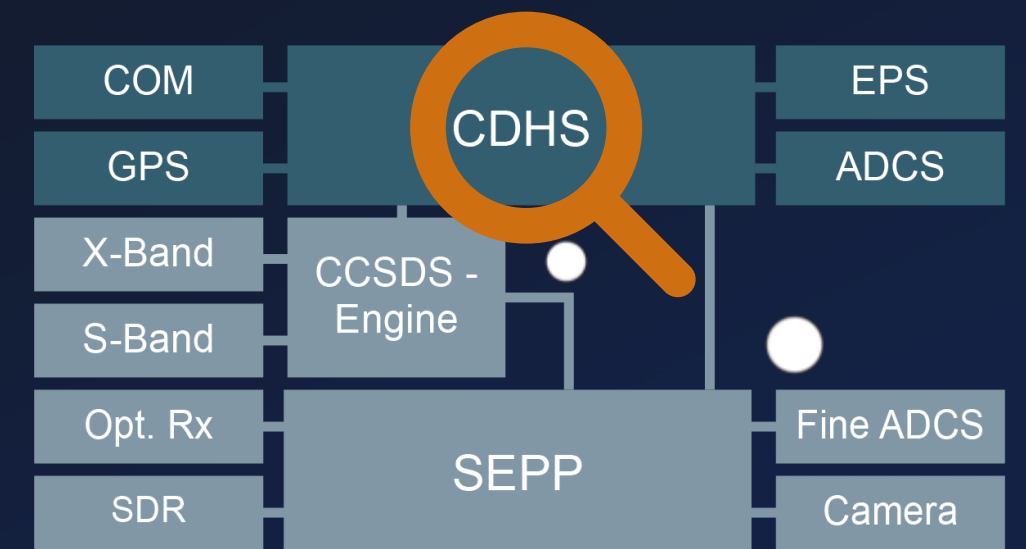 COM
CDHS
EPS
GPS
ADCS
X-Band
CCSDS -
Engine
S-Band
Opt. Rx
SEPP
Fine ADCS
SDR
Camera